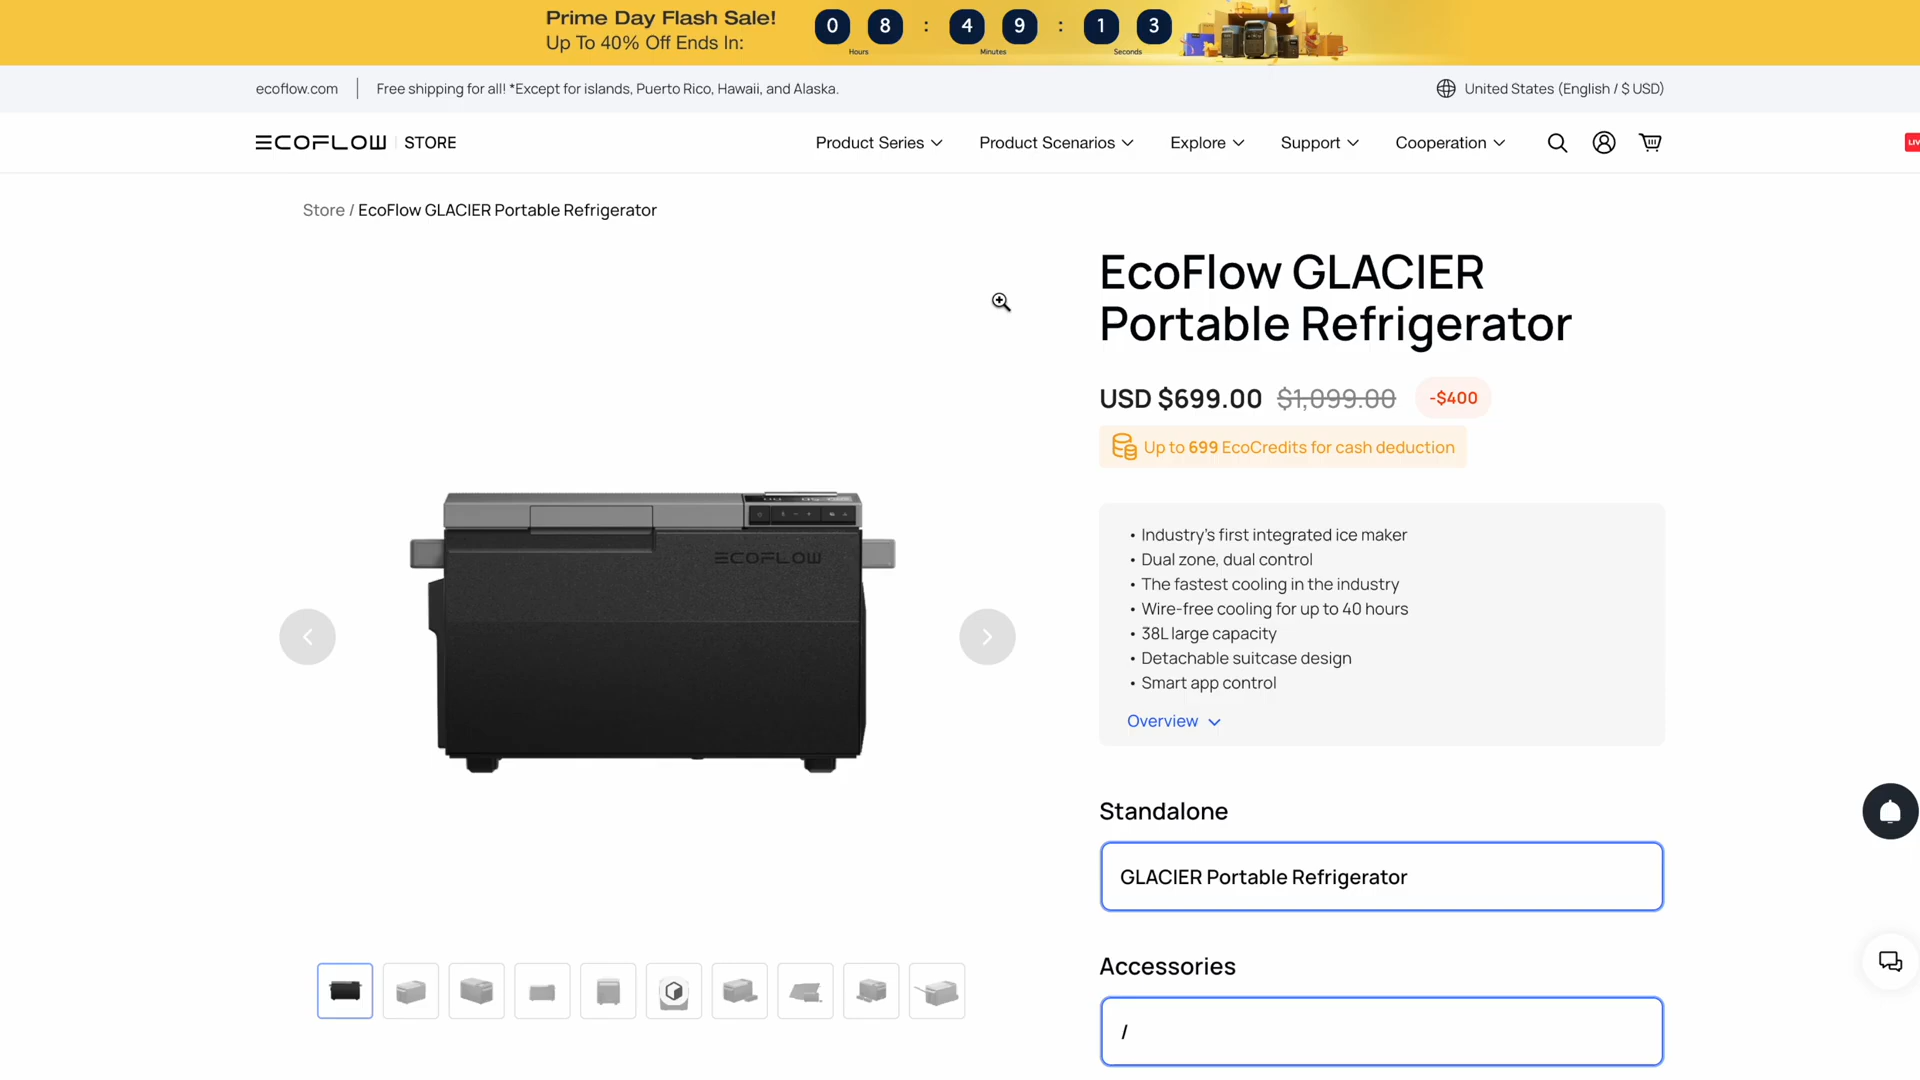 Prime Day Flash Sale!
Up To 40% Off Ends In:
0 8 : 4 9 : 1 3
Hours Minutes Seconds
ecoflow.com | Free shipping for all! *Except for islands, Puerto Rico, Hawaii, and Alaska.
United States (English / $ USD)
ECOFLOW | STORE
Product Series Product Scenarios Explore Support Cooperation
LIV
Store / EcoFlow GLACIER Portable Refrigerator
EcoFlow GLACIER
Portable Refrigerator
USD $699.00 $1,099.00 -$400
Up to 699 EcoCredits for cash deduction
ECOFLOW
• Industry's first integrated ice maker
• Dual zone, dual control
• The fastest cooling in the industry
• Wire-free cooling for up to 40 hours
• 38L large capacity
• Detachable suitcase design
• Smart app control
Overview
Standalone
GLACIER Portable Refrigerator
Accessories
/